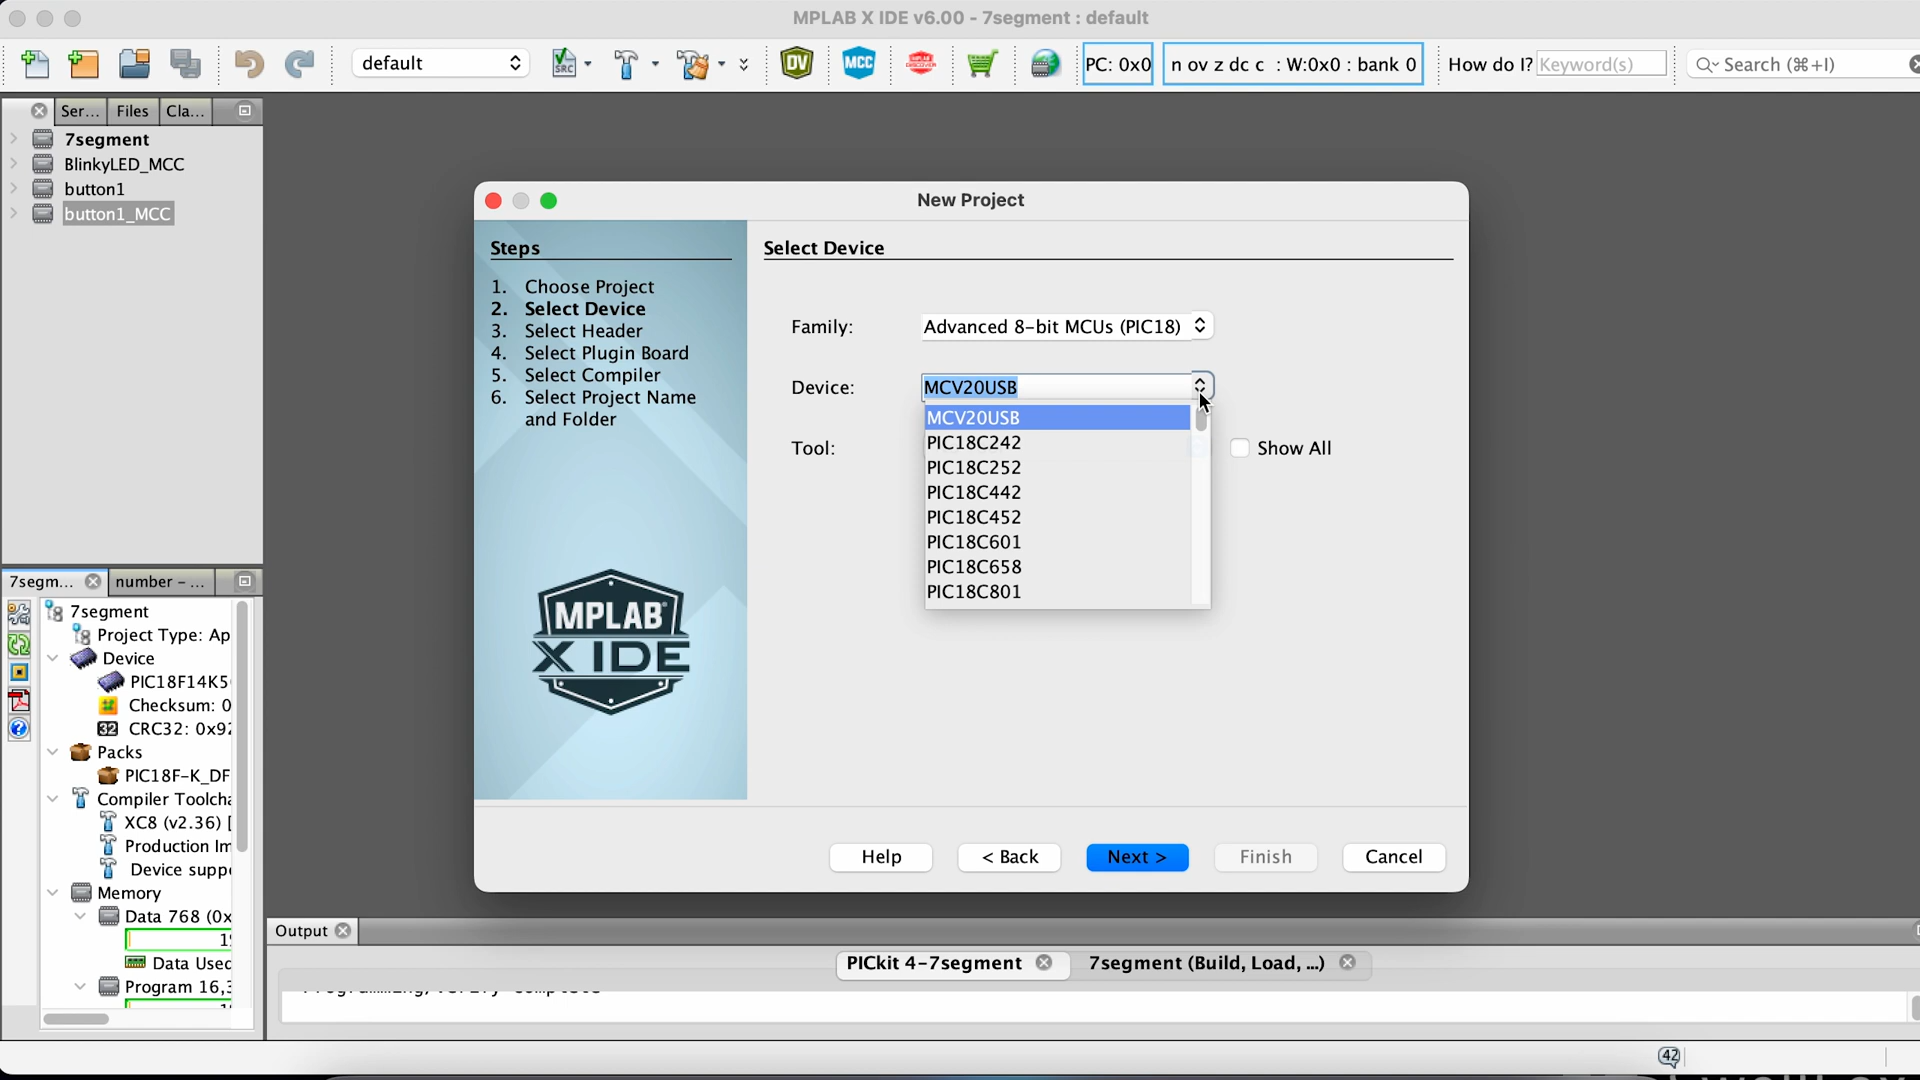 MPLAB X IDE v6.00 - 7segment : default
default
SRC
DV
MCC
PC: 0x0
n ov z dc c : W:0x0 : bank 0
How do I?
Keyword(s)
Search (⌘+I)
Ser...
Files
Cla...
7segment
BlinkyLED_MCC
button1
button1_MCC
New Project
Steps
1. Choose Project
2. Select Device
3. Select Header
4. Select Plugin Board
5. Select Compiler
6. Select Project Name
and Folder
MPLAB
X IDE
Select Device
Family:
Advanced 8-bit MCUs (PIC18)
Device:
MCV20USB
MCV20USB
PIC18C242
Tool:
Show All
PIC18C252
PIC18C442
PIC18C452
PIC18C601
PIC18C658
PIC18C801
Help
< Back
Next >
Finish
Cancel
7segm...
number - ...
7segment
Project Type: Ap
Device
PIC18F14K5
Checksum: 0
32 CRC32: 0x92
Packs
PIC18F-K_DF
Compiler Toolcha
XC8 (v2.36) [
Production Im
Device suppo
Memory
Data 768 (0x
Data Used
Program 16,3
Output
PICkit 4-7segment
7segment (Build, Load, ...)
42